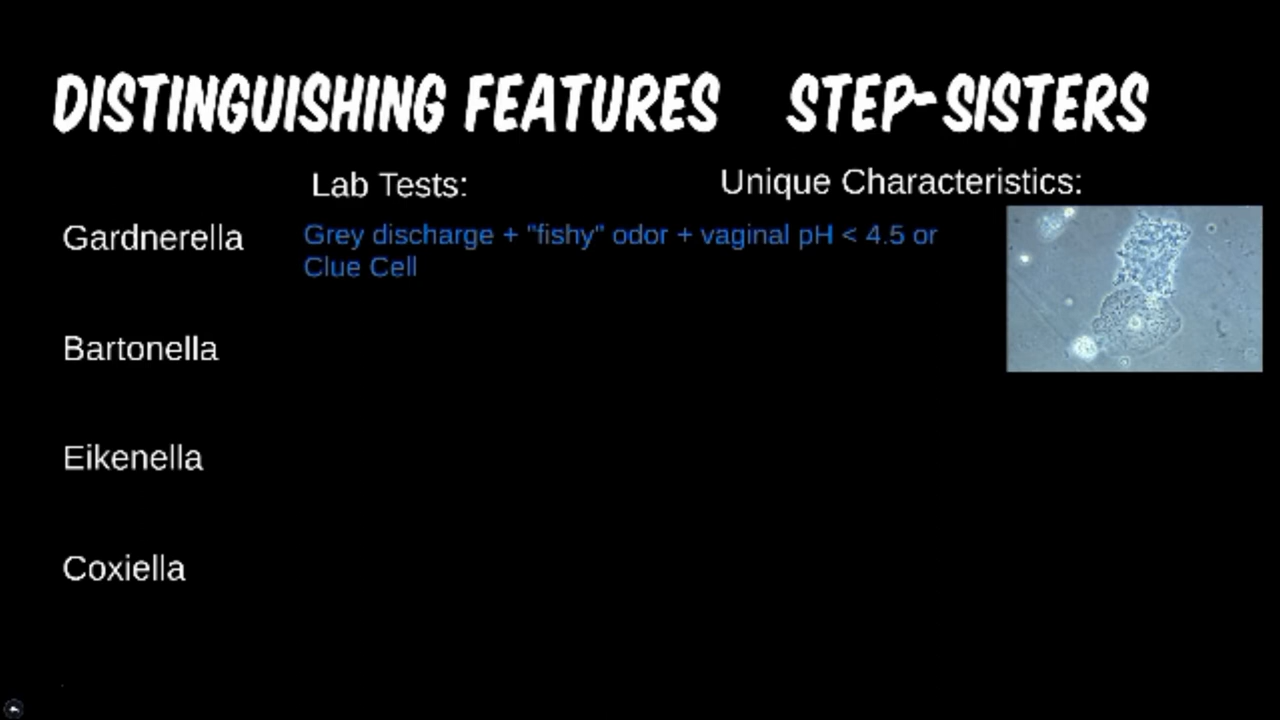 DISTINGUISHING FEATURES STEP-SISTERS
Lab Tests:
Unique Characteristics:
Gardnerella
Grey discharge + "fishy" odor + vaginal pH < 4.5 or
Clue Cell
Bartonella
Eikenella
Coxiella